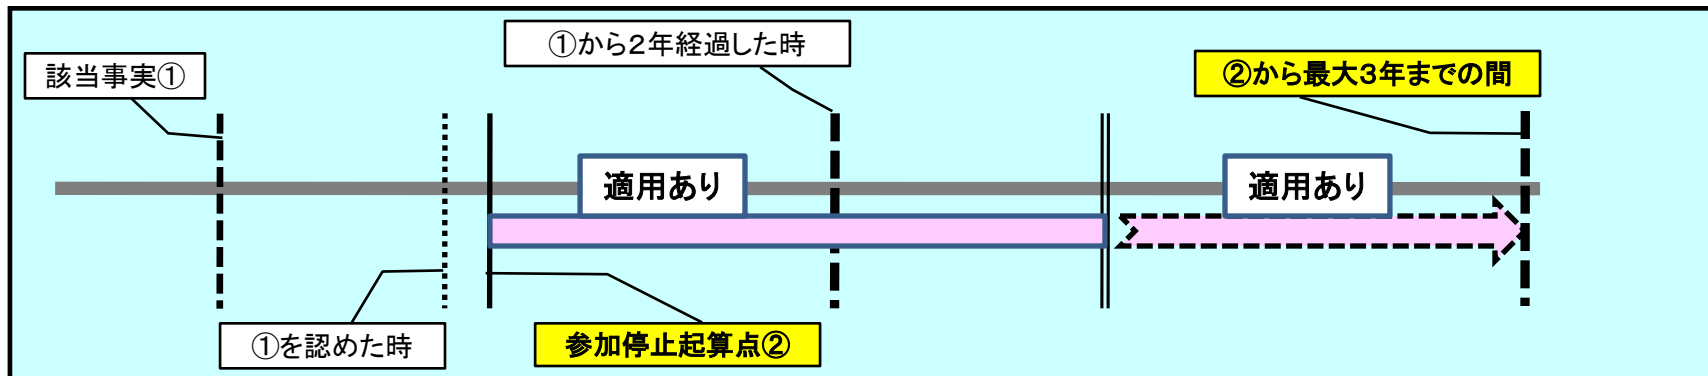 ①から２年経過した時
該当事実①
②から最大３年までの間
適用あり
適用あり
①を認めた時
参加停止起算点②